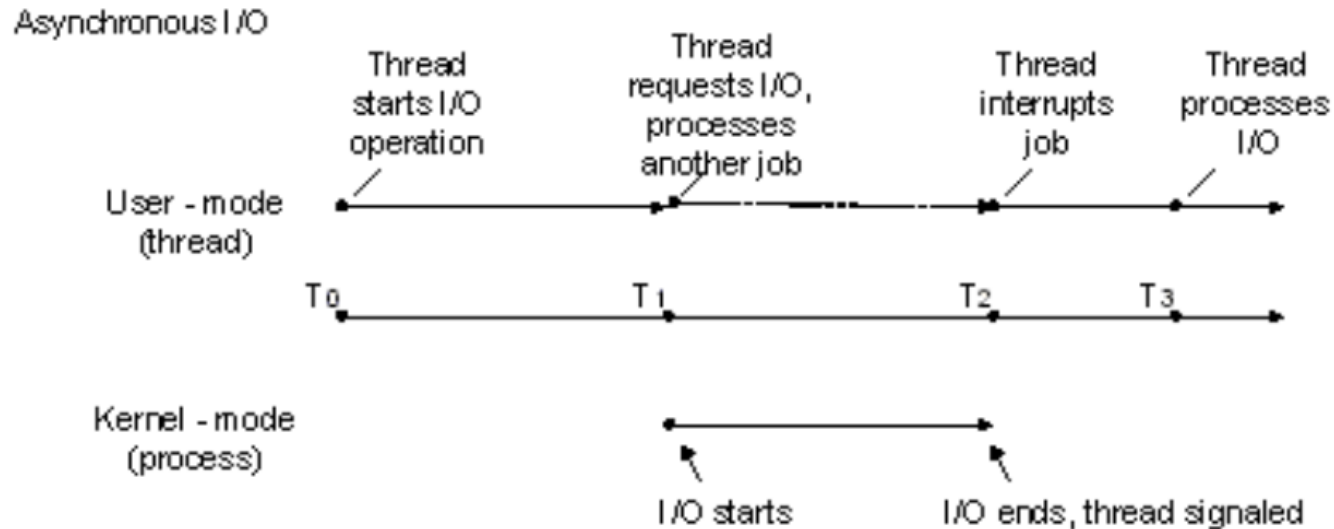 Asynchronous I/O
Thread
starts I/O
operation
Thread
requests I/O,
processes
another job
Thread
interrupts
job
Thread
processes
I/O
User - mode
(thread)
T0
T1
T2
T3
Kernel - mode
(process)
I/O starts
I/O ends, thread signaled